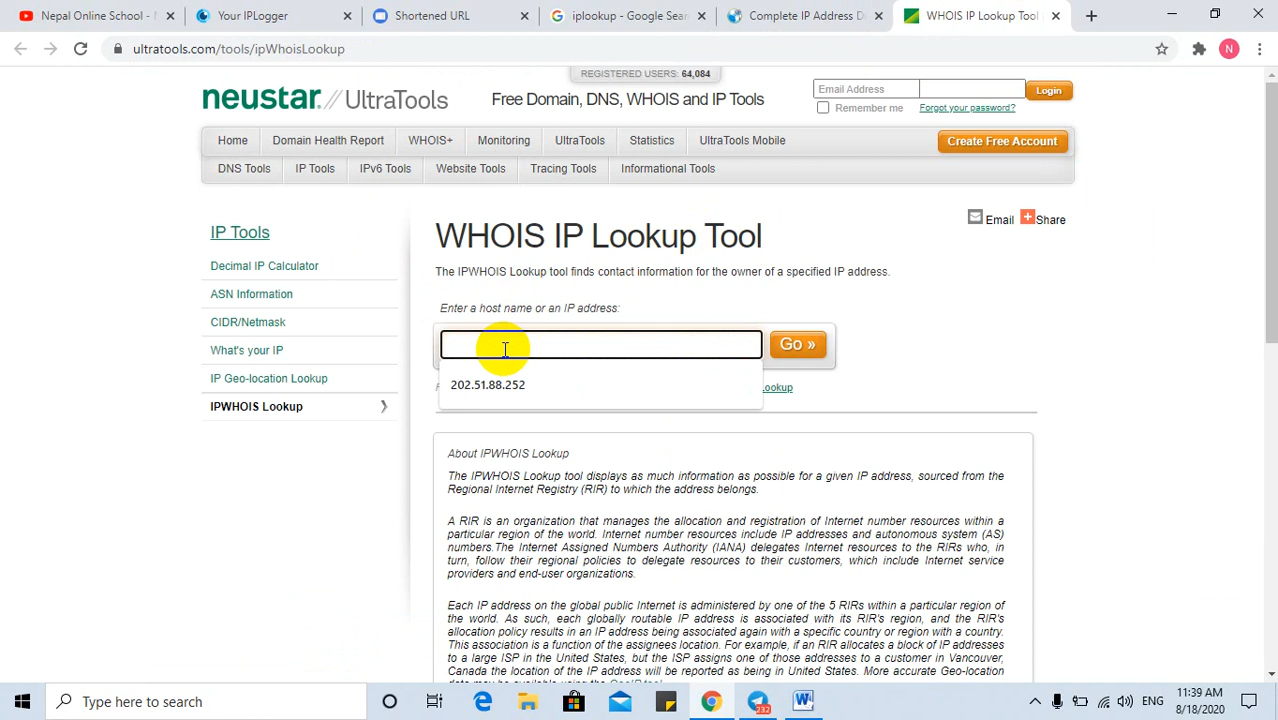 Nepal Online School - M
Your IPLogger
Shortened URL
iplookup - Google Sear
Complete IP Address D
WHOIS IP Lookup Tool
ultratools.com/tools/ipWhoisLookup
N
REGISTERED USERS: 64,084
neustar // UltraTools
Free Domain, DNS, WHOIS and IP Tools
Email Address
Login
Remember me
Forgot your password?
Home
Domain Health Report
WHOIS+
Monitoring
UltraTools
Statistics
UltraTools Mobile
Create Free Account
DNS Tools
IP Tools
IPv6 Tools
Website Tools
Tracing Tools
Informational Tools
Email
Share
IP Tools
Decimal IP Calculator
ASN Information
CIDR/Netmask
What's your IP
IP Geo-location Lookup
IPWHOIS Lookup
WHOIS IP Lookup Tool
The IPWHOIS Lookup tool finds contact information for the owner of a specified IP address.
Enter a host name or an IP address:
Go »
202.51.88.252
ookup
About IPWHOIS Lookup
The IPWHOIS Lookup tool displays as much information as possible for a given IP address, sourced from the
Regional Internet Registry (RIR) to which the address belongs.
A RIR is an organization that manages the allocation and registration of Internet number resources within a
particular region of the world. Internet number resources include IP addresses and autonomous system (AS)
numbers.The Internet Assigned Numbers Authority (IANA) delegates Internet resources to the RIRs who, in
turn, follow their regional policies to delegate resources to their customers, which include Internet service
providers and end-user organizations.
Each IP address on the global public Internet is administered by one of the 5 RIRs within a particular region of
the world. As such, each globally routable IP address is associated with its RIR's region, and the RIR's
allocation policy results in an IP address being associated again with a specific country or region with a country.
This association is a function of the assignees location. For example, if an RIR allocates a block of IP addresses
to a large ISP in the United States, but the ISP assigns one of those addresses to a customer in Vancouver,
Canada the location of the IP address will be reported as being in United States. More accurate Geo-location
Type here to search
232
ENG
11:39 AM
8/18/2020